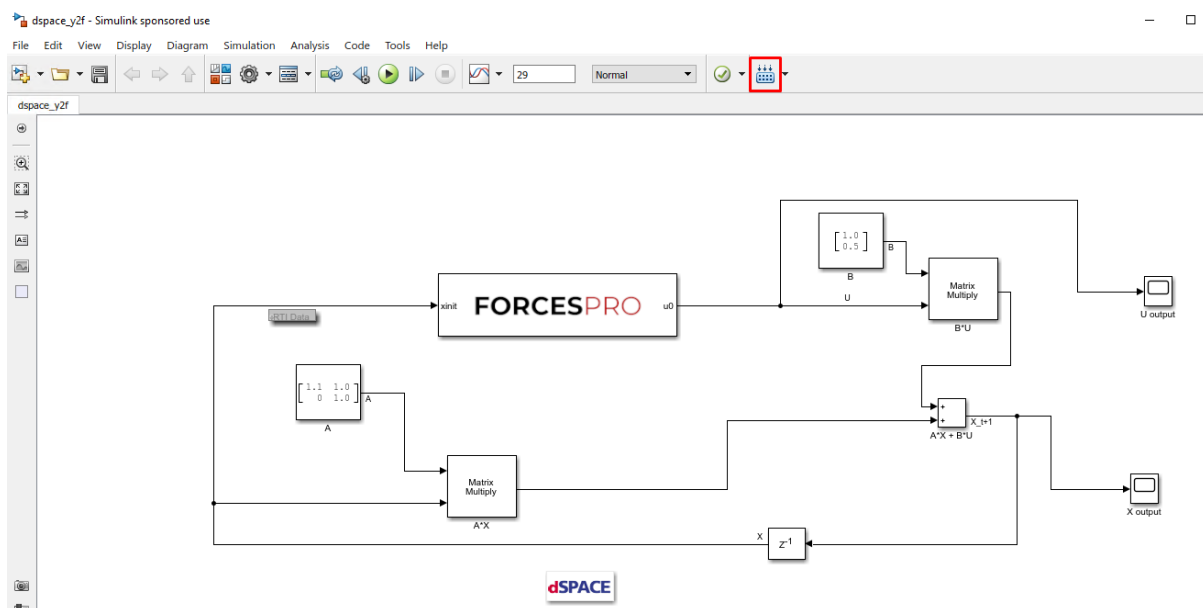 dspace_y2f - Simulink sponsored use
File Edit View Display Diagram Simulation Analysis Code Tools Help
29 Normal
dspace_y2f
1.0
0.5
B
B
Matrix
Multiply
B*U
U
xinit FORCESPRO u0
RTI Data
U output
1.1 1.0
0 1.0
A
A
+
+
X_t+1
A*X + B*U
Matrix
Multiply
A*X
X output
X
Z-1
dSPACE